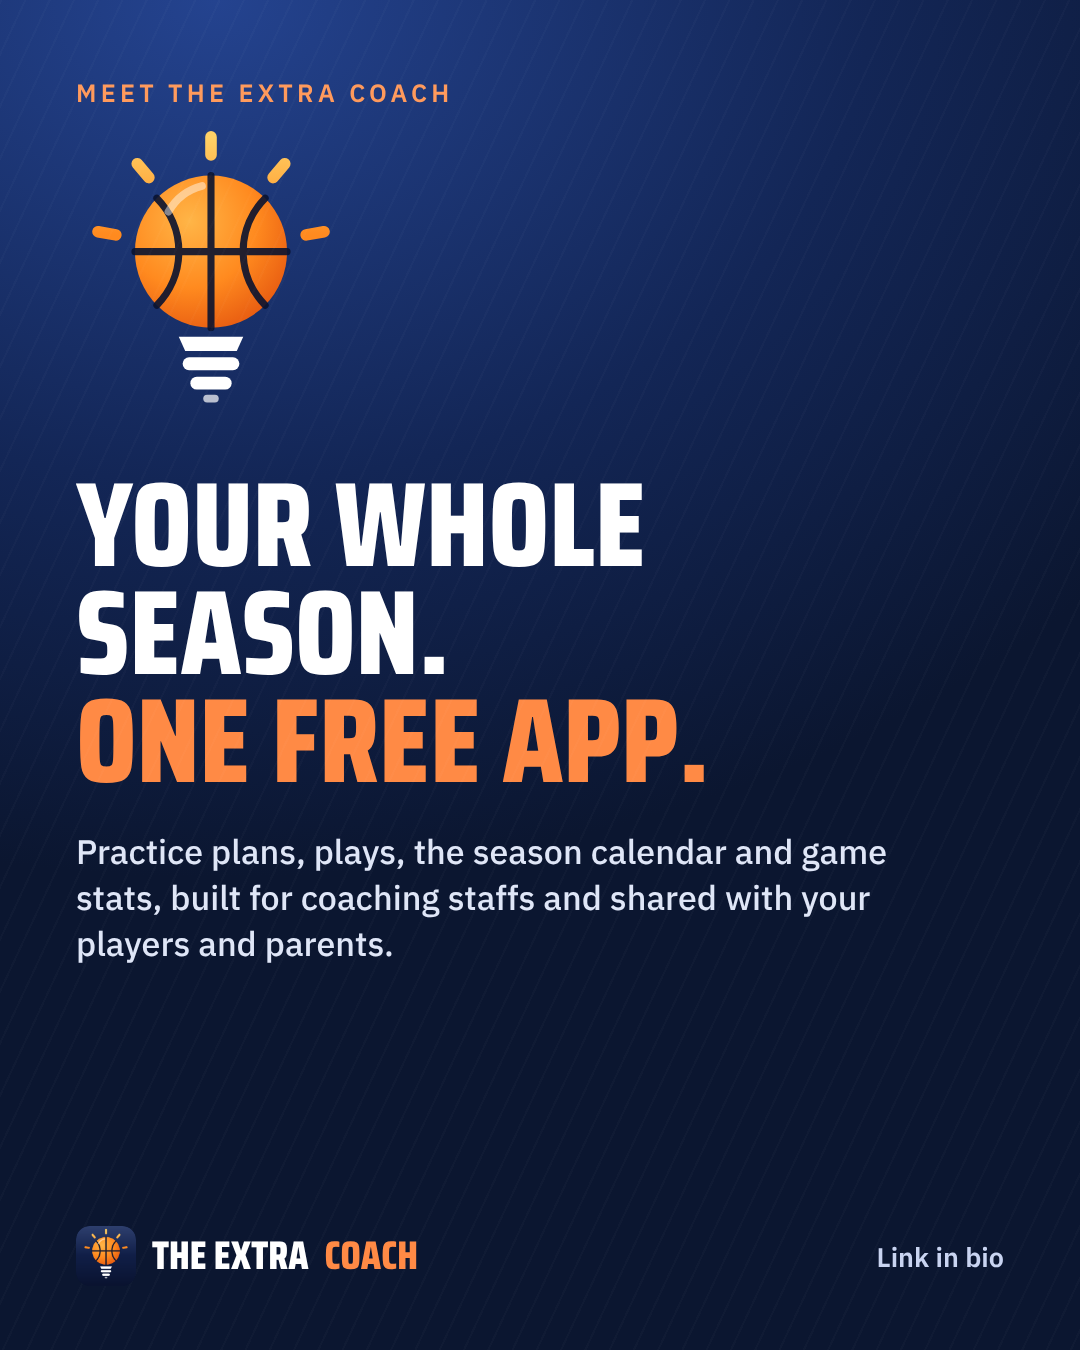 MEET THE EXTRA COACH
YOUR WHOLE
SEASON.
ONE FREE APP.
Practice plans, plays, the season calendar and game
stats, built for coaching staffs and shared with your
players and parents.
THE EXTRA COACH
Link in bio